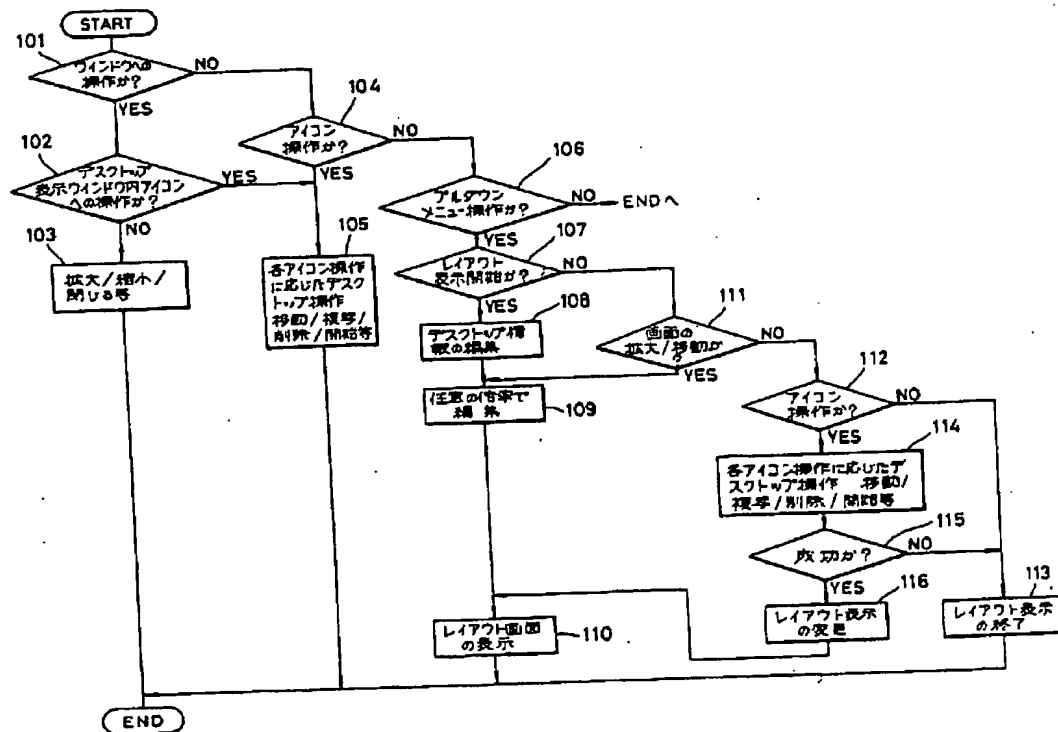 START
101
ウィンドウへの
操作か?
NO
YES
102
デスクトップ
表示ウィンドウ内アイコン
への操作か?
YES
NO
103
拡大/縮小/
閉じる等
104
アイコン
操作か?
NO
YES
105
各アイコン操作
に応じたデスク
トップ操作
移動/複写/
削除/開始等
106
プルダウン
メニュー操作か?
NO
ENDへ
YES
107
レイアウト
表示開始か?
NO
YES
108
デスクトップ情
報の編集
109
任意の倍率で
編集
110
レイアウト画面
の表示
111
画面の
拡大/移動か
?
NO
YES
112
アイコン
操作か?
NO
YES
114
各アイコン操作に応じたデ
スクトップ操作 移動/
複写/削除/開始等
115
成功か?
NO
YES
116
レイアウト表示
の変更
113
レイアウト表示
の終了
END